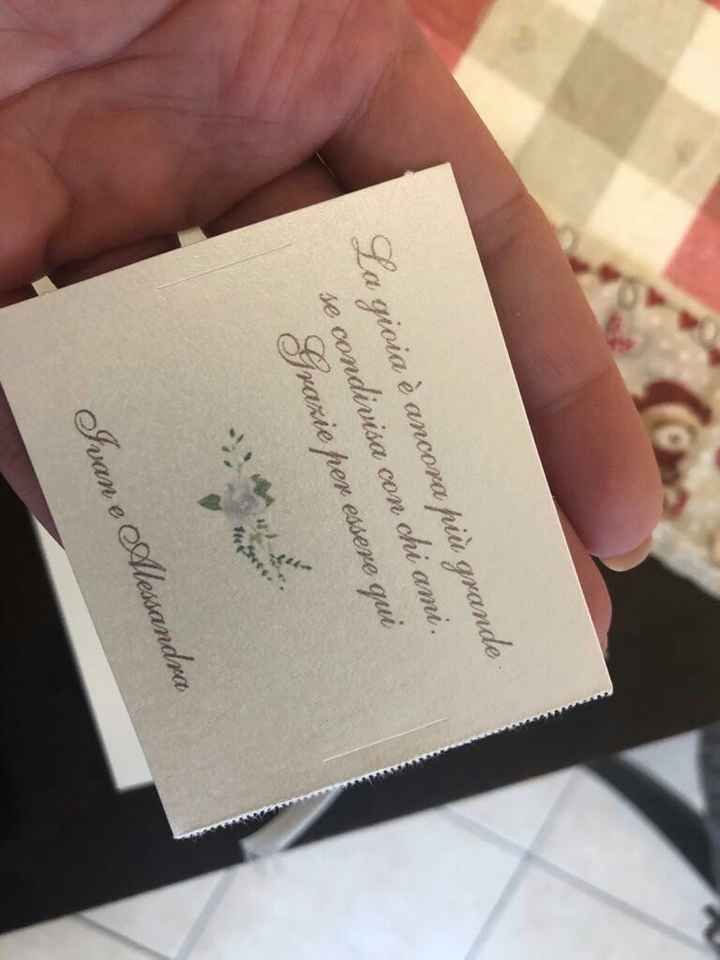 La gioia è ancora più grande
se condivisa con chi ami.
Grazie per essere qui
Ivan e Alessandra